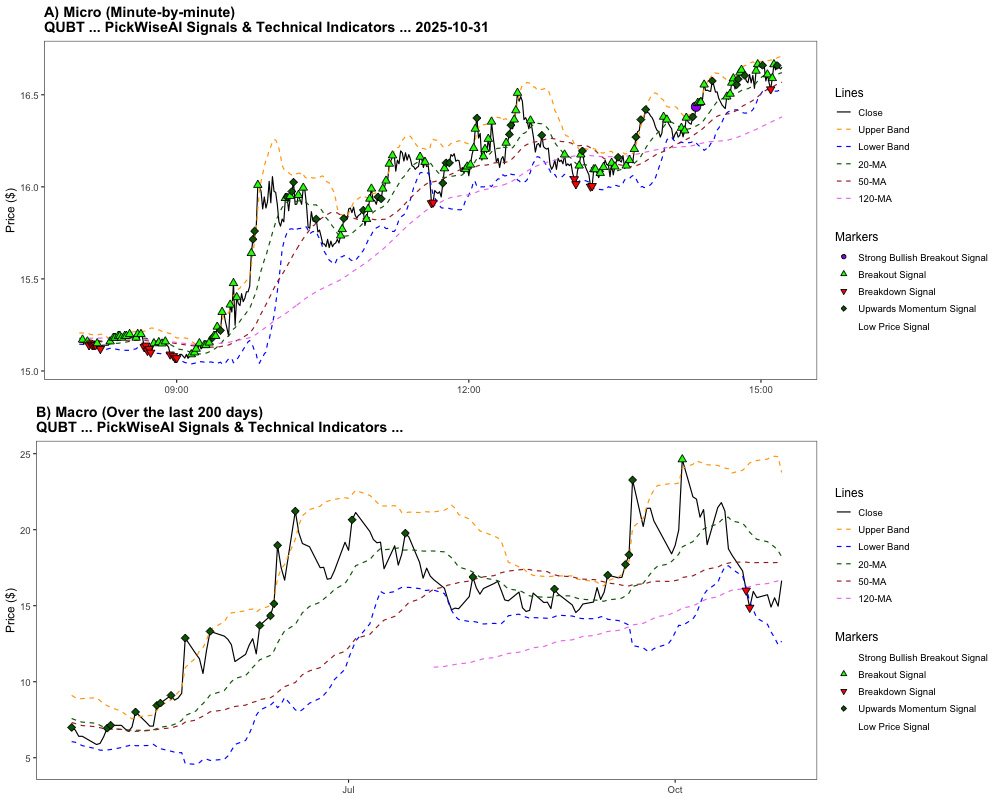 A) Micro (Minute-by-minute)
QUBT ... PickWiseAI Signals & Technical Indicators ... 2025-10-31
Price ($)
16.5
16.0
15.5
15.0
09:00
12:00
15:00
Lines
Close
Upper Band
Lower Band
20-MA
50-MA
120-MA
Markers
Strong Bullish Breakout Signal
Breakout Signal
Breakdown Signal
Upwards Momentum Signal
Low Price Signal
B) Macro (Over the last 200 days)
QUBT ... PickWiseAI Signals & Technical Indicators ...
Price ($)
25
20
15
10
5
Jul
Oct
Lines
Close
Upper Band
Lower Band
20-MA
50-MA
120-MA
Markers
Strong Bullish Breakout Signal
Breakout Signal
Breakdown Signal
Upwards Momentum Signal
Low Price Signal